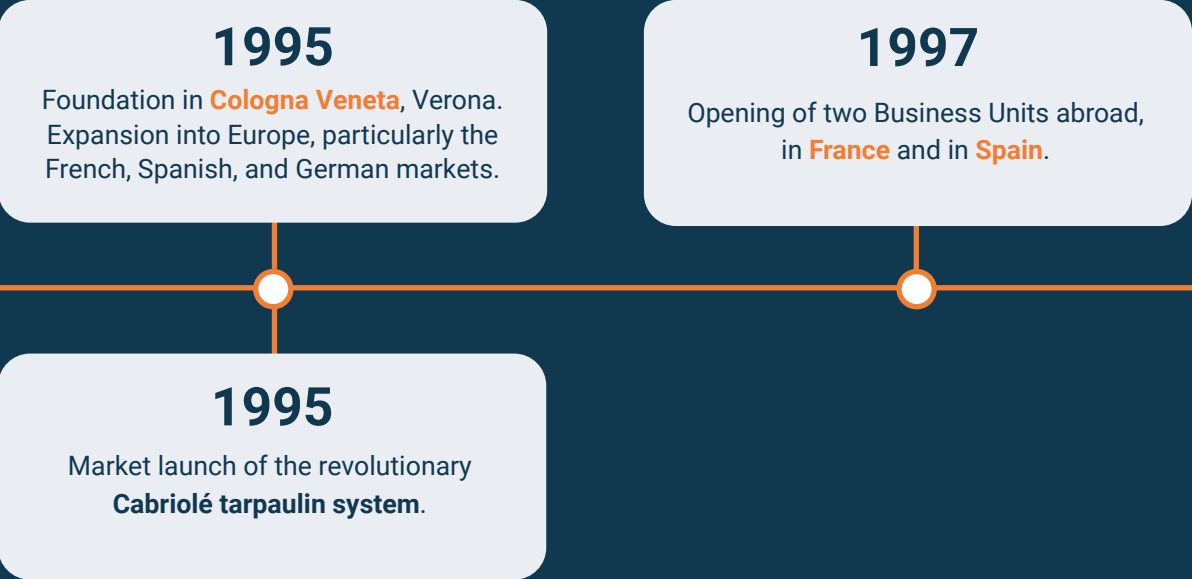 1995
Foundation in Cologna Veneta, Verona.
Expansion into Europe, particularly the
French, Spanish, and German markets.
1997
Opening of two Business Units abroad,
in France and in Spain.
1995
Market launch of the revolutionary
Cabriolé tarpaulin system.